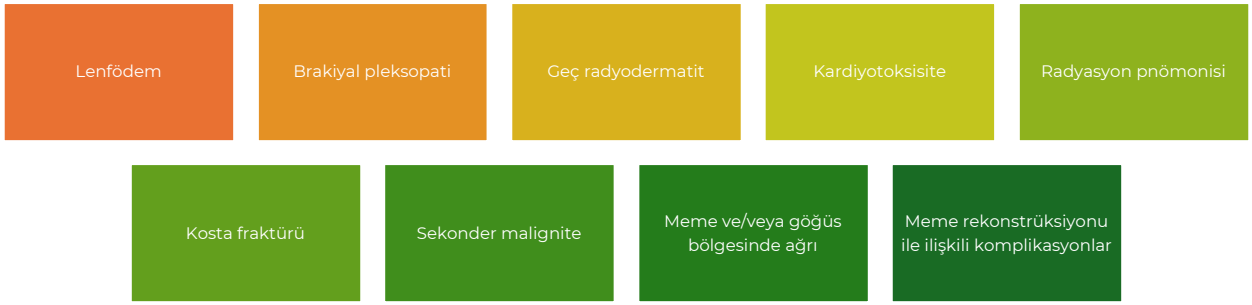 Lenfödem
Brakiyal pleksopati
Geç radyodermatit
Kardiyotoksisite
Radyasyon pnömonisi
Kosta fraktürü
Sekonder malignite
Meme ve/veya göğüs
bölgesinde ağrı
Meme rekonstrüksiyonu
ile ilişkili komplikasyonlar